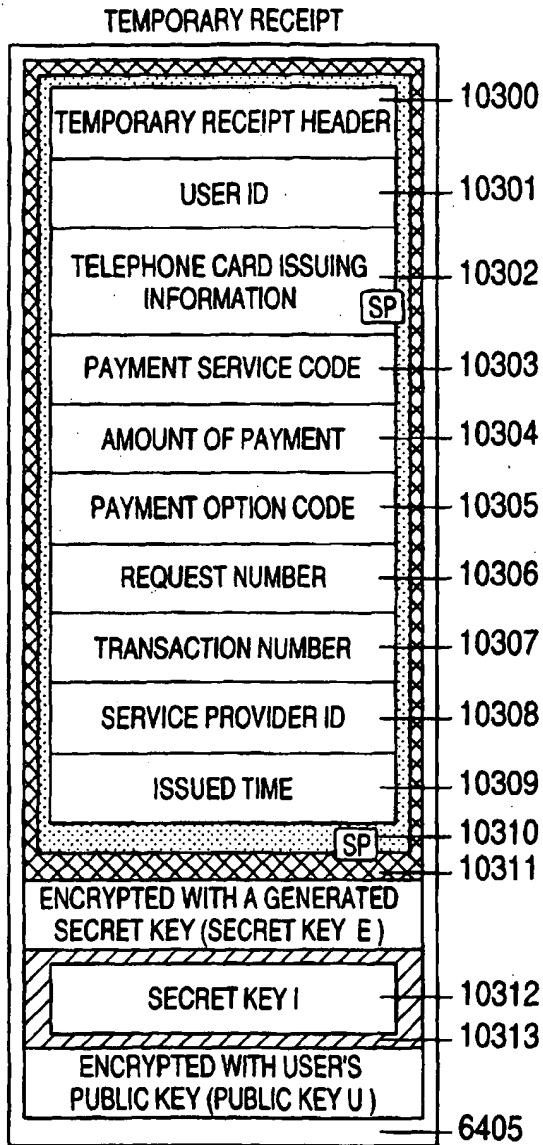 TEMPORARY RECEIPT
TEMPORARY RECEIPT HEADER
10300
USER ID
10301
TELEPHONE CARD ISSUING
INFORMATION
10302
SP
PAYMENT SERVICE CODE
10303
AMOUNT OF PAYMENT
10304
PAYMENT OPTION CODE
10305
REQUEST NUMBER
10306
TRANSACTION NUMBER
10307
SERVICE PROVIDER ID
10308
ISSUED TIME
10309
SP
10310
10311
ENCRYPTED WITH A GENERATED
SECRET KEY (SECRET KEY E)
SECRET KEY I
10312
10313
ENCRYPTED WITH USER'S
PUBLIC KEY (PUBLIC KEY U)
6405